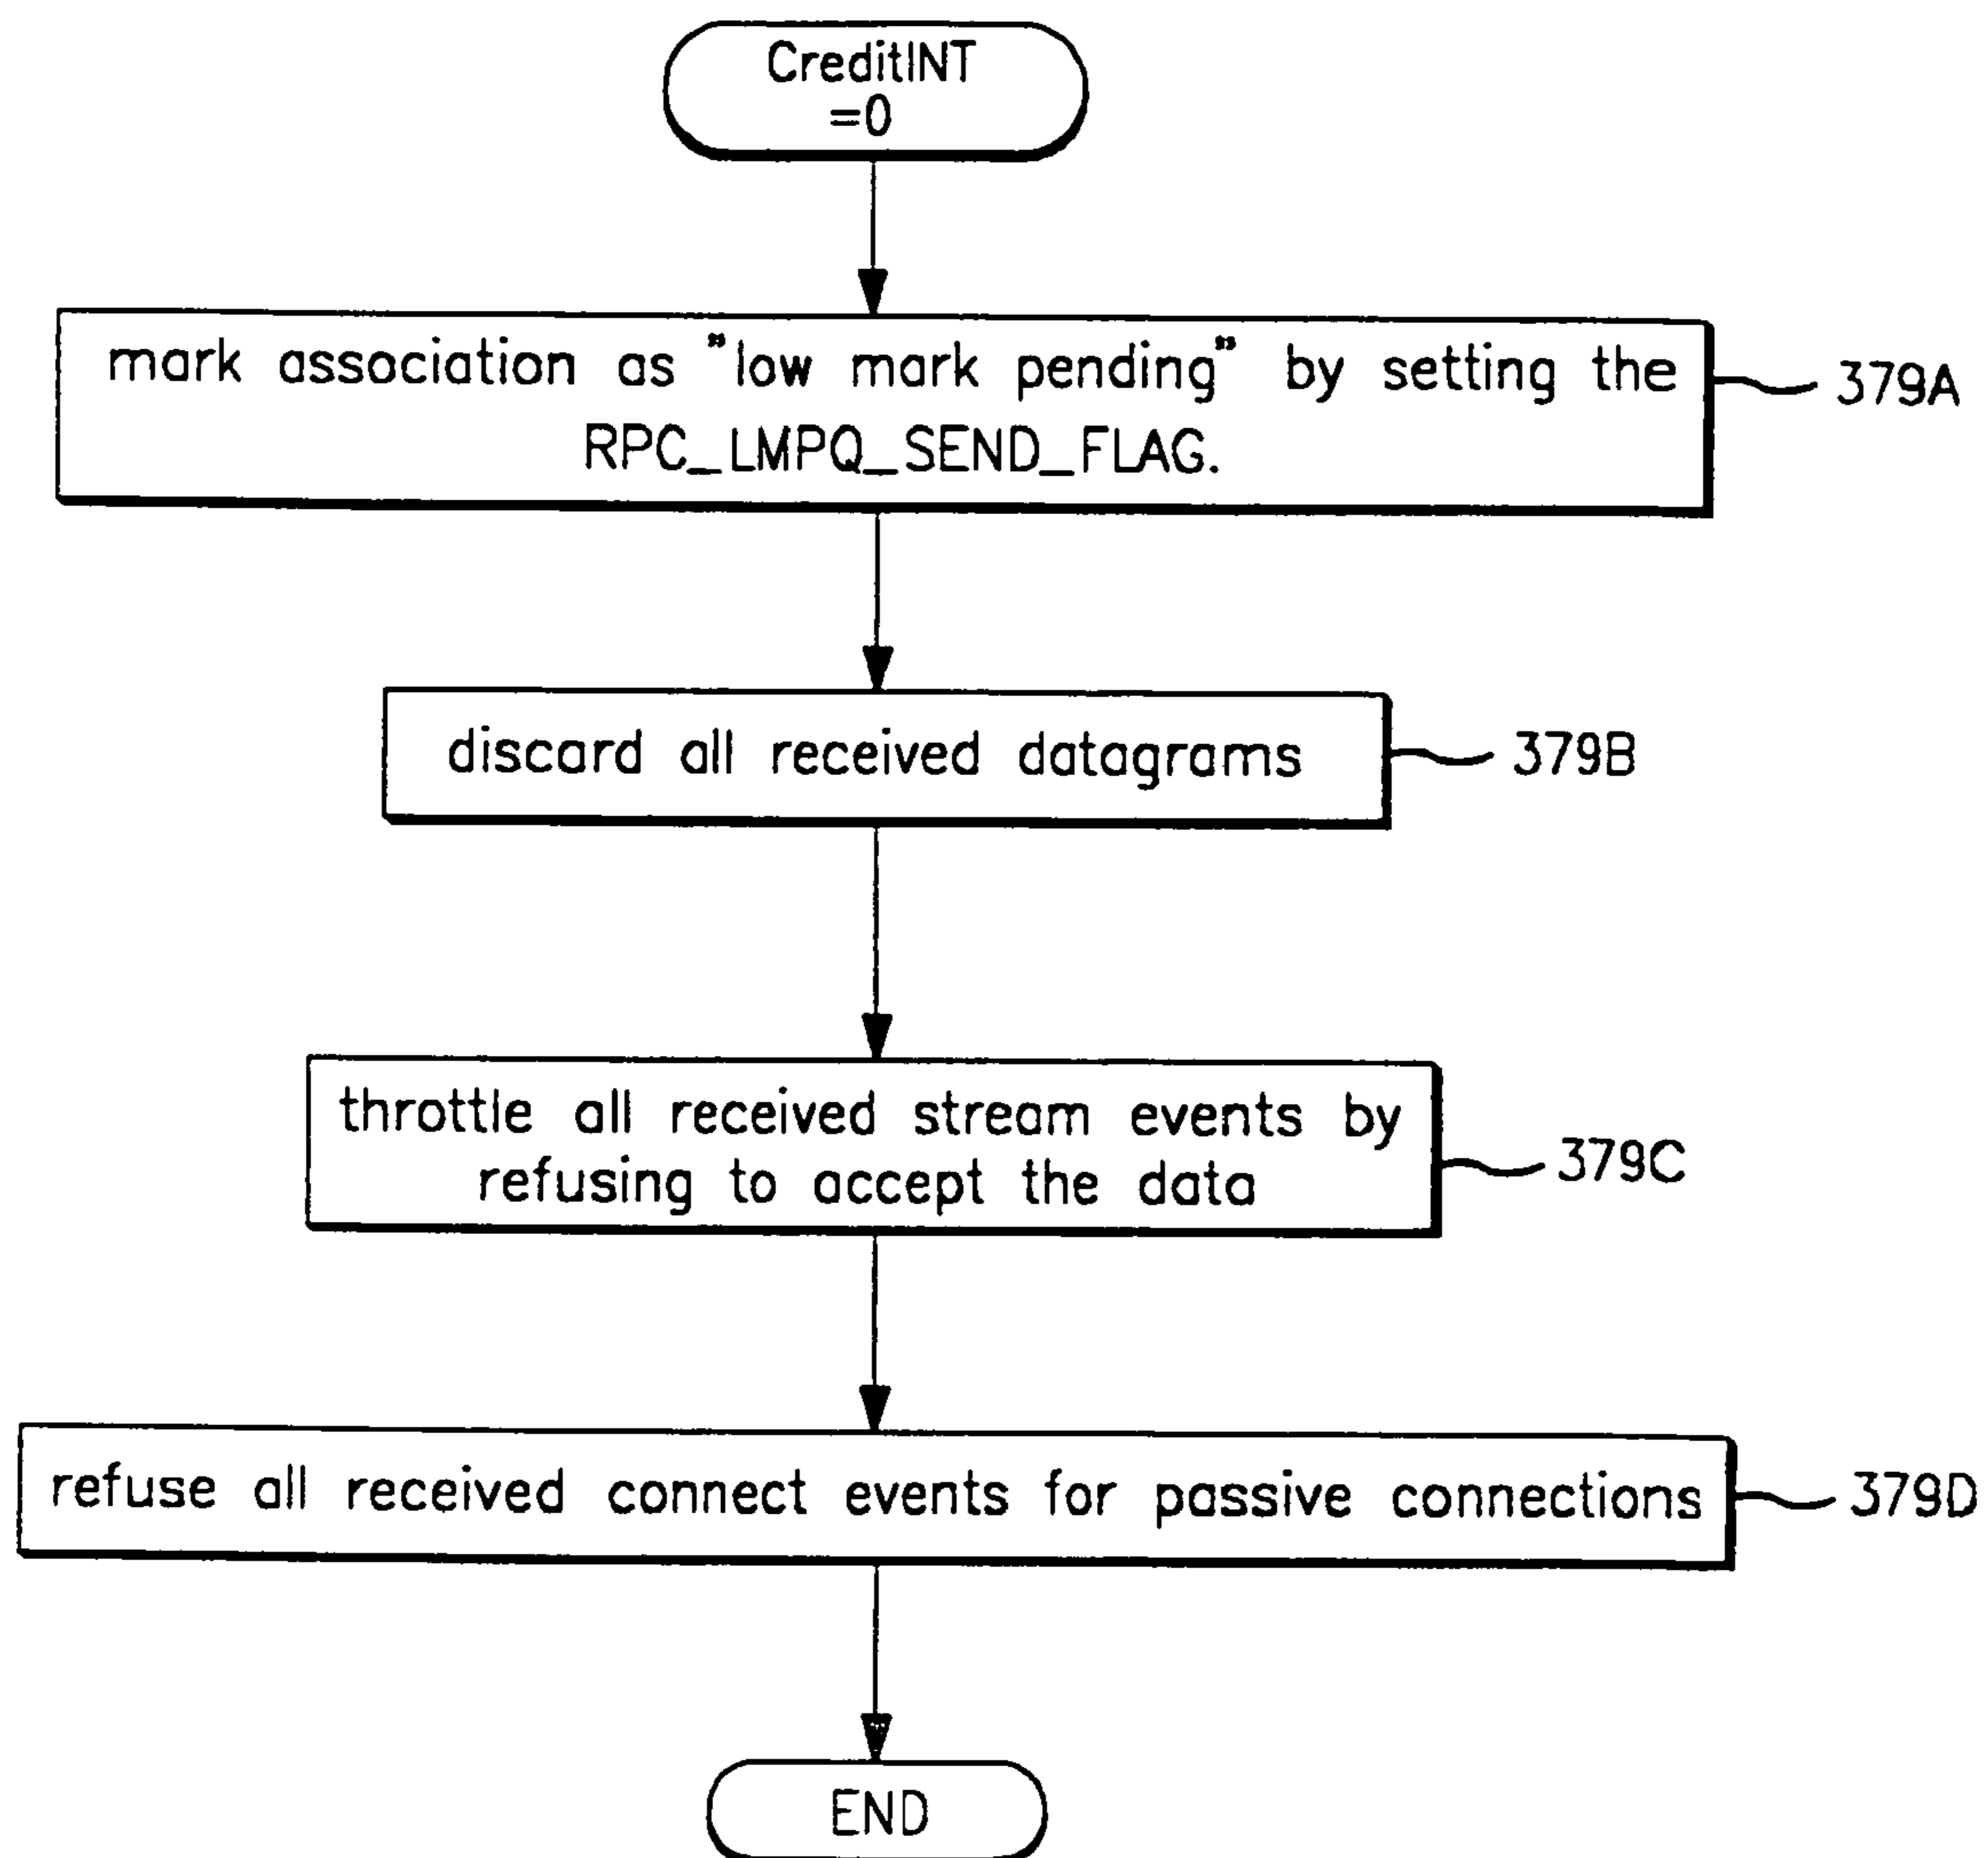 CreditINT
=0
mark association as "low mark pending" by setting the
RPC_LMPQ_SEND_FLAG.
379A
discard all received datagrams
379B
throttle all received stream events by
refusing to accept the data
379C
refuse all received connect events for passive connections
379D
END